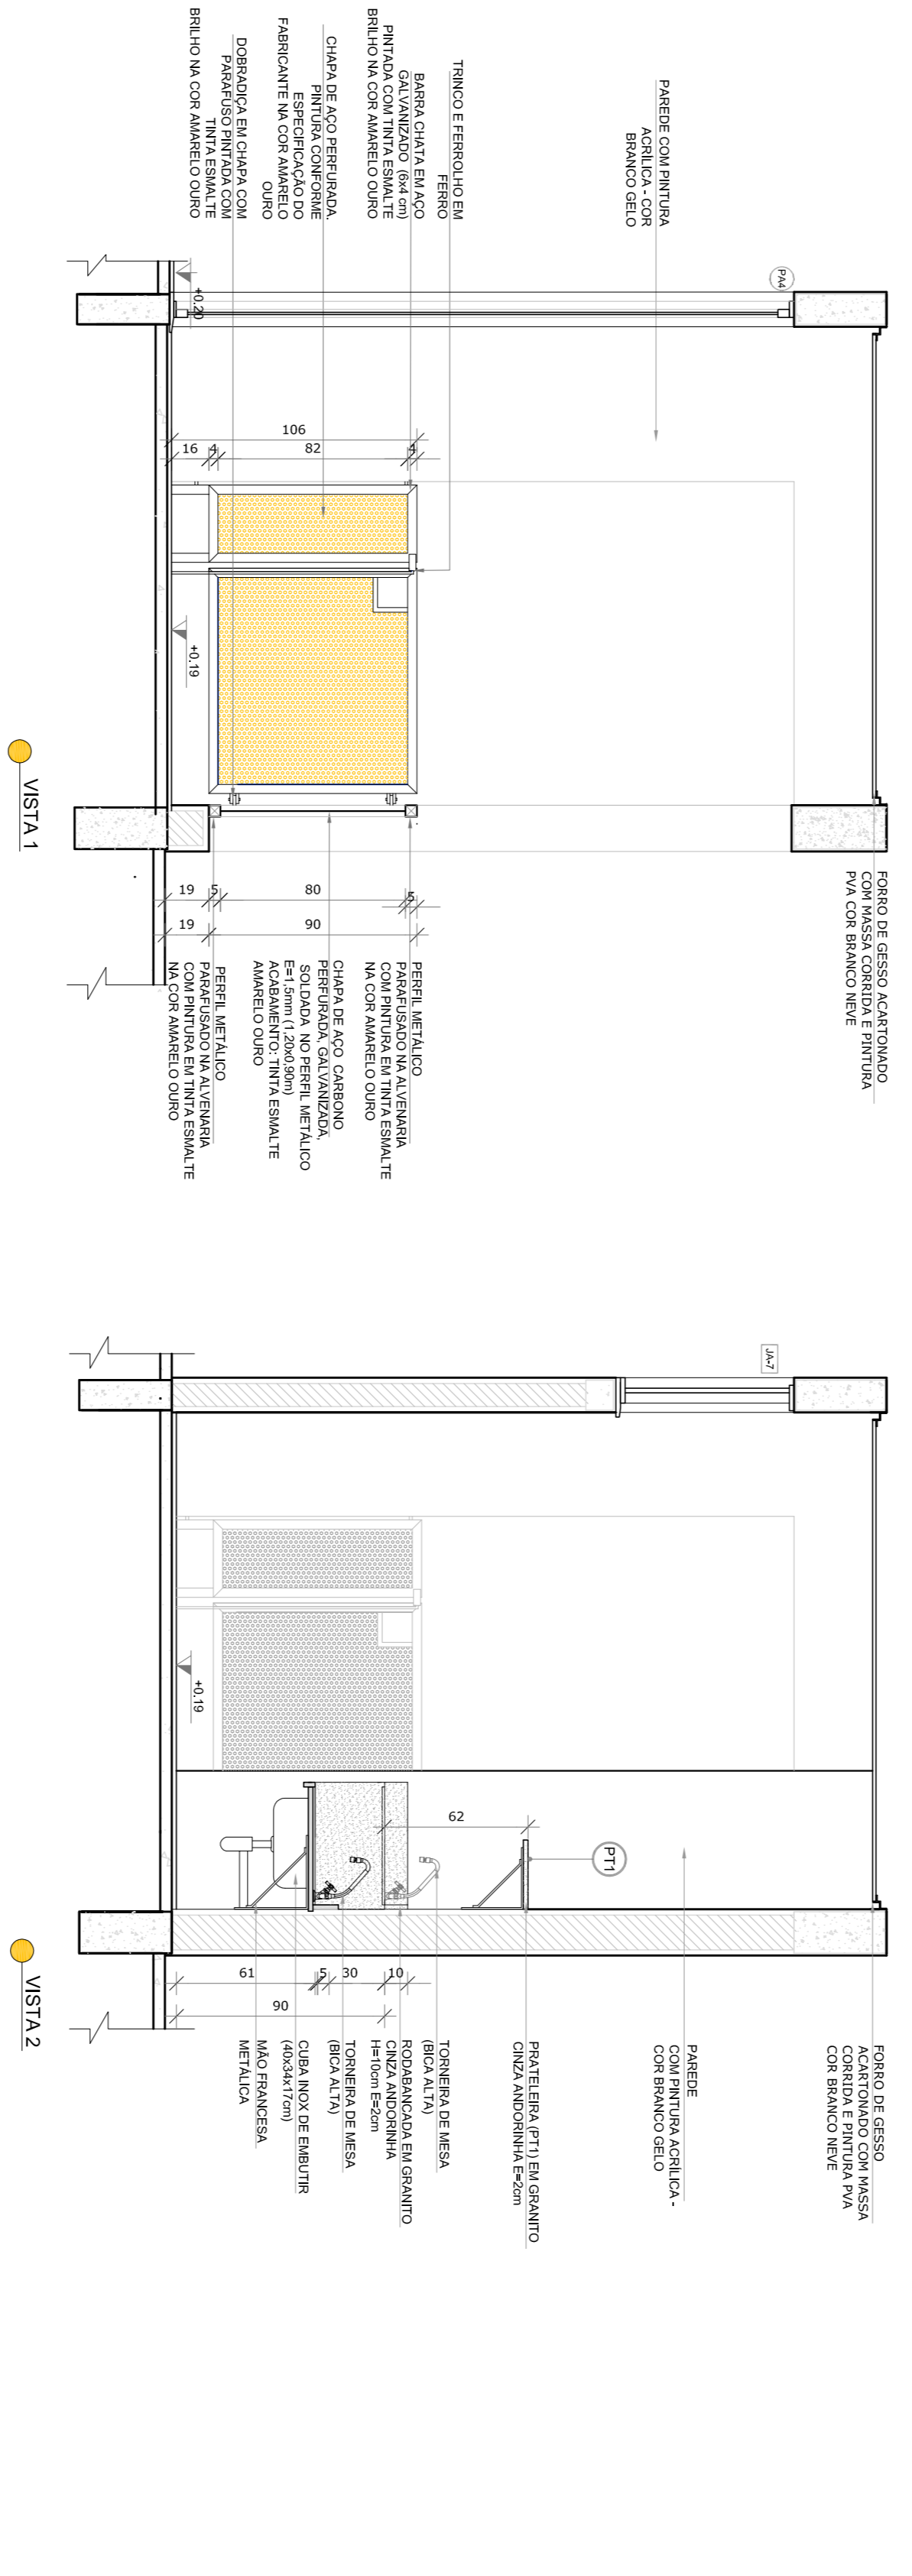 PAREDE COM PINTURA
ACRÍLICA - COR
BRANCO GELO
TRINCO E FERROLHO EM
FERRO
BARRA CHATA EM AÇO
GALVANIZADO (6x4 cm)
PINTADA COM TINTA ESMALTE
BRILHO NA COR AMARELO OURO
CHAPA DE AÇO PERFURADA.
PINTURA CONFORME
ESPECIFICAÇÃO DO
FABRICANTE NA COR AMARELO
OURO
DOBRADIÇA EM CHAPA COM
PARAFUSO PINTADA COM
TINTA ESMALTE
BRILHO NA COR AMARELO OURO
PA4
+0.20
106
16
4
82
4
+0.19
FORRO DE GESSO ACARTONADO
COM MASSA CORRIDA E PINTURA
PVA COR BRANCO NEVE
19
5
80
5
19
90
PERFIL METÁLICO
PARAFUSADO NA ALVENARIA
COM PINTURA EM TINTA ESMALTE
NA COR AMARELO OURO
CHAPA DE AÇO CARBONO
PERFURADA, GALVANIZADA,
SOLDADA NO PERFIL METÁLICO
E=1,5mm (1,20x0,90m)
ACABAMENTO: TINTA ESMALTE
AMARELO OURO
PERFIL METÁLICO
PARAFUSADO NA ALVENARIA
COM PINTURA EM TINTA ESMALTE
NA COR AMARELO OURO
VISTA 1
JA-7
+0.19
62
PT1
61
5
30
10
90
FORRO DE GESSO
ACARTONADO COM MASSA
CORRIDA E PINTURA PVA
COR BRANCO NEVE
PAREDE
COM PINTURA ACRÍLICA -
COR BRANCO GELO
PRATELEIRA (PT1) EM GRANITO
CINZA ANDORINHA E=2cm
TORNEIRA DE MESA
(BICA ALTA)
RODABANCADA EM GRANITO
CINZA ANDORINHA
H=10cm E=2cm
TORNEIRA DE MESA
(BICA ALTA)
CUBA INOX DE EMBUTIR
(40x34x17cm)
MÃO FRANCESA
METÁLICA
VISTA 2